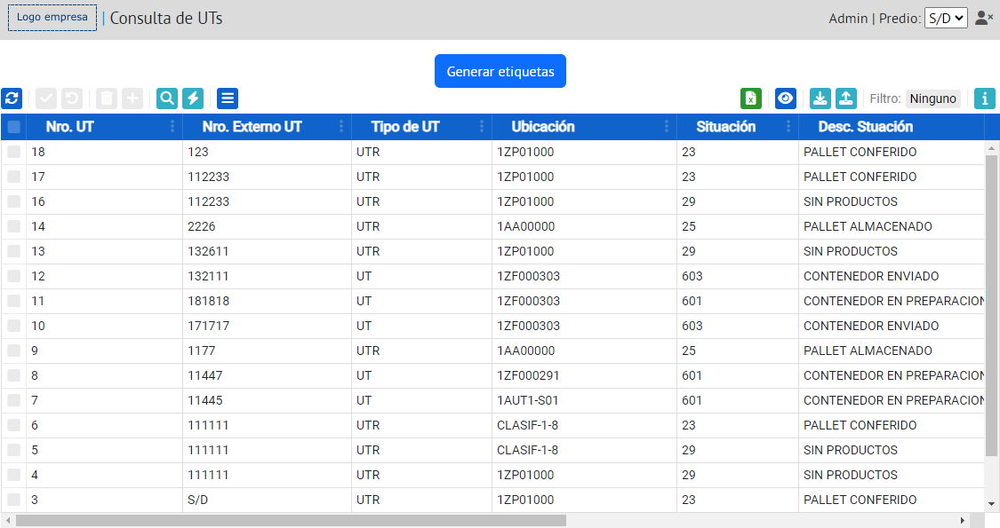 Logo empresa | Consulta de UTs Admin | Predio: S/D
Generar etiquetas
Filtro: Ninguno
Nro. UT Nro. Externo UT Tipo de UT Ubicación Situación Desc. Stuación
18 123 UTR 1ZP01000 23 PALLET CONFERIDO
17 112233 UTR 1ZP01000 23 PALLET CONFERIDO
16 112233 UTR 1ZP01000 29 SIN PRODUCTOS
14 2226 UTR 1AA00000 25 PALLET ALMACENADO
13 132611 UTR 1ZP01000 29 SIN PRODUCTOS
12 132111 UT 1ZF000303 603 CONTENEDOR ENVIADO
11 181818 UT 1ZF000303 601 CONTENEDOR EN PREPARACION
10 171717 UT 1ZF000303 603 CONTENEDOR ENVIADO
9 1177 UTR 1AA00000 25 PALLET ALMACENADO
8 11447 UT 1ZF000291 601 CONTENEDOR EN PREPARACION
7 11445 UT 1AUT1-S01 601 CONTENEDOR EN PREPARACION
6 111111 UTR CLASIF-1-8 23 PALLET CONFERIDO
5 111111 UTR CLASIF-1-8 29 SIN PRODUCTOS
4 111111 UTR 1ZP01000 29 SIN PRODUCTOS
3 S/D UTR 1ZP01000 23 PALLET CONFERIDO